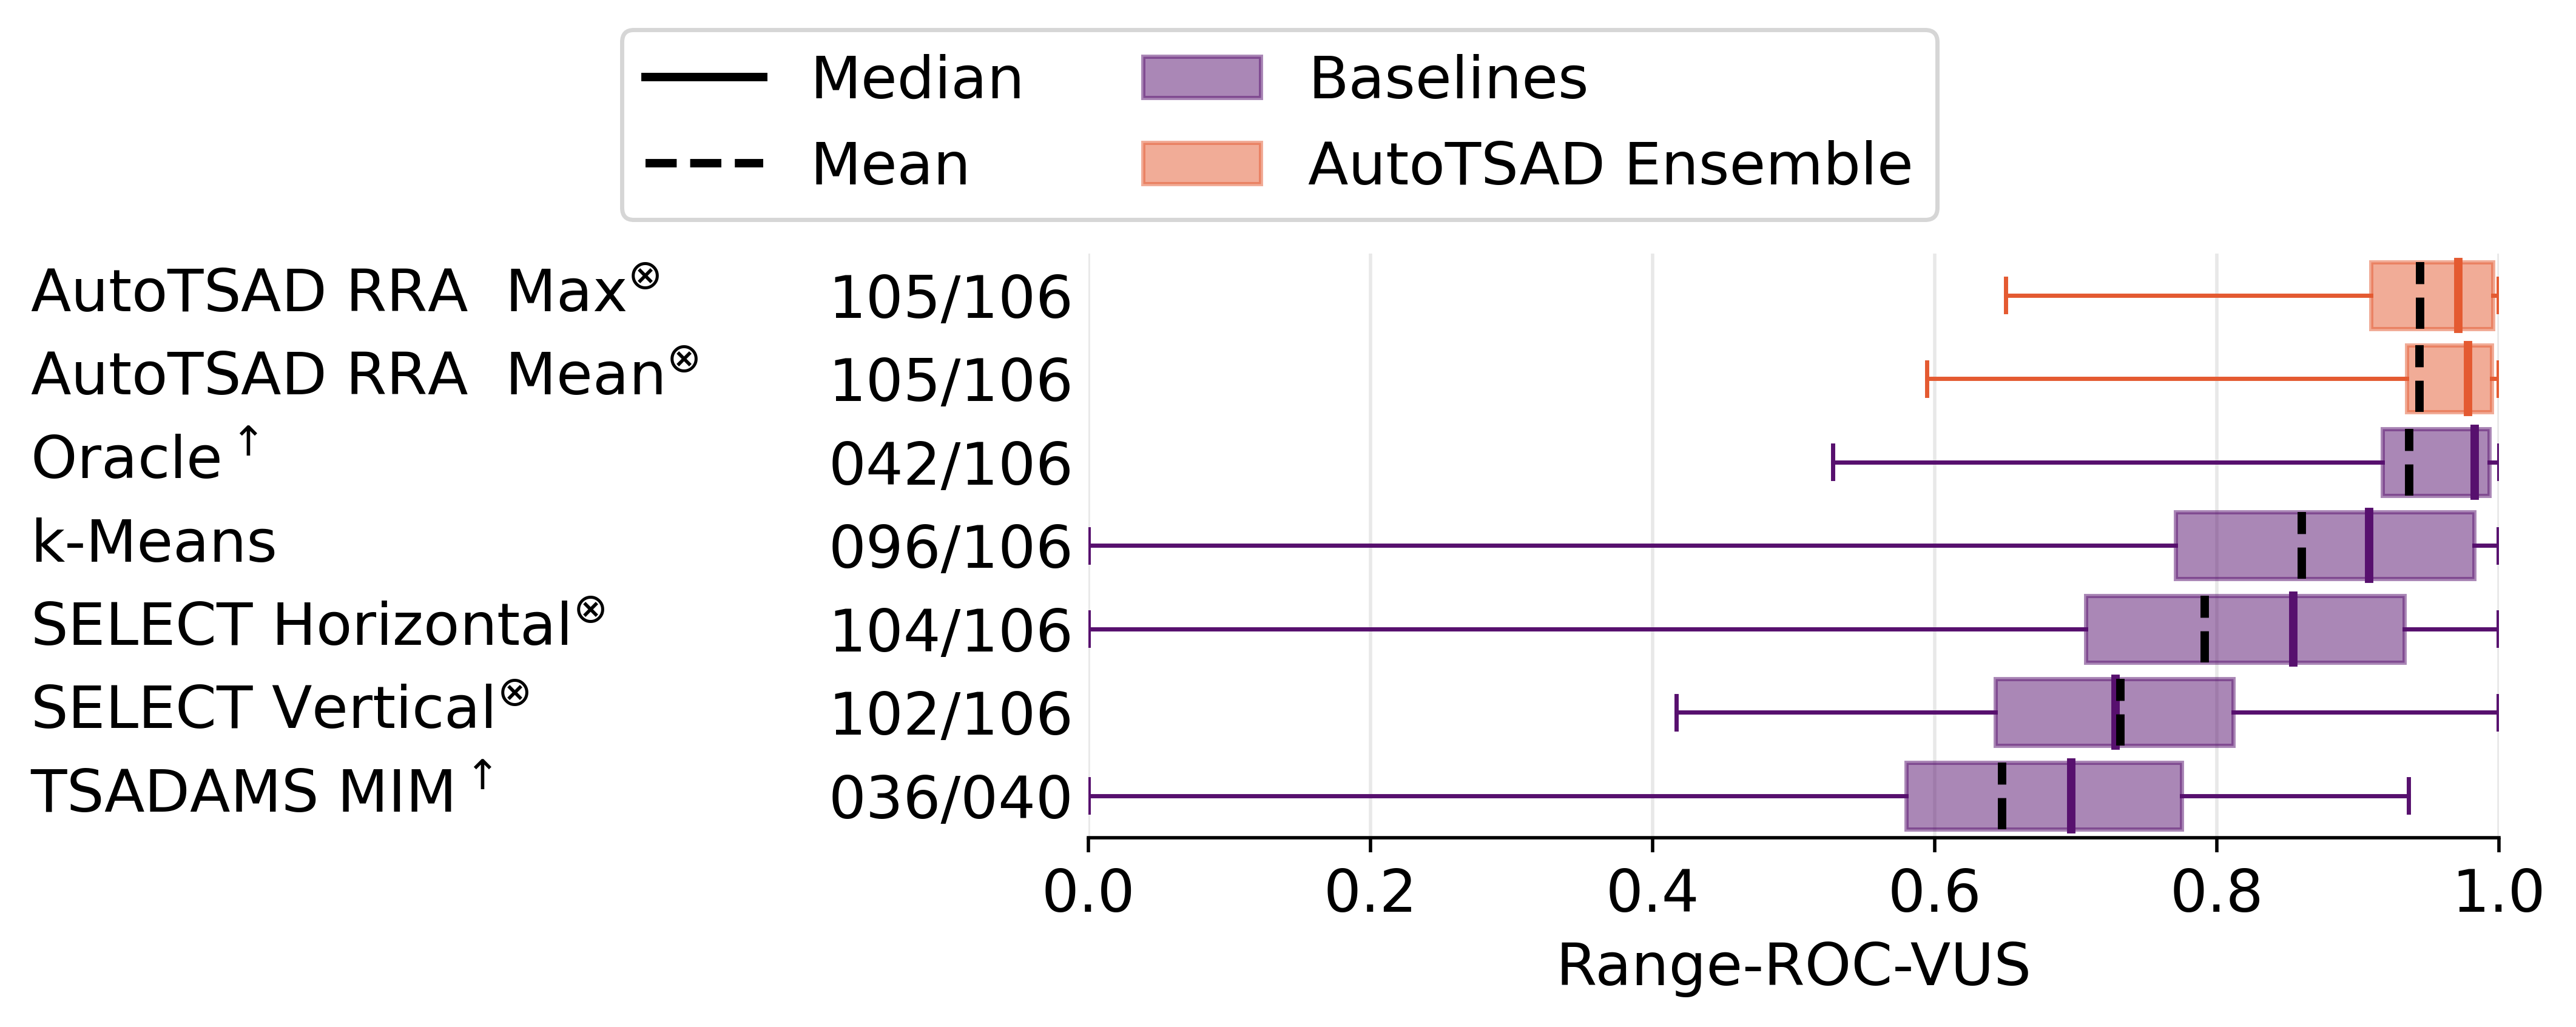 Median Baselines
Mean AutoTSAD Ensemble
AutoTSAD RRA  Max⊗ 105/106
AutoTSAD RRA  Mean⊗ 105/106
Oracle ↑ 042/106
k-Means 096/106
SELECT Horizontal⊗ 104/106
SELECT Vertical⊗ 102/106
TSADAMS MIM ↑ 036/040
0.0 0.2 0.4 0.6 0.8 1.0
Range-ROC-VUS